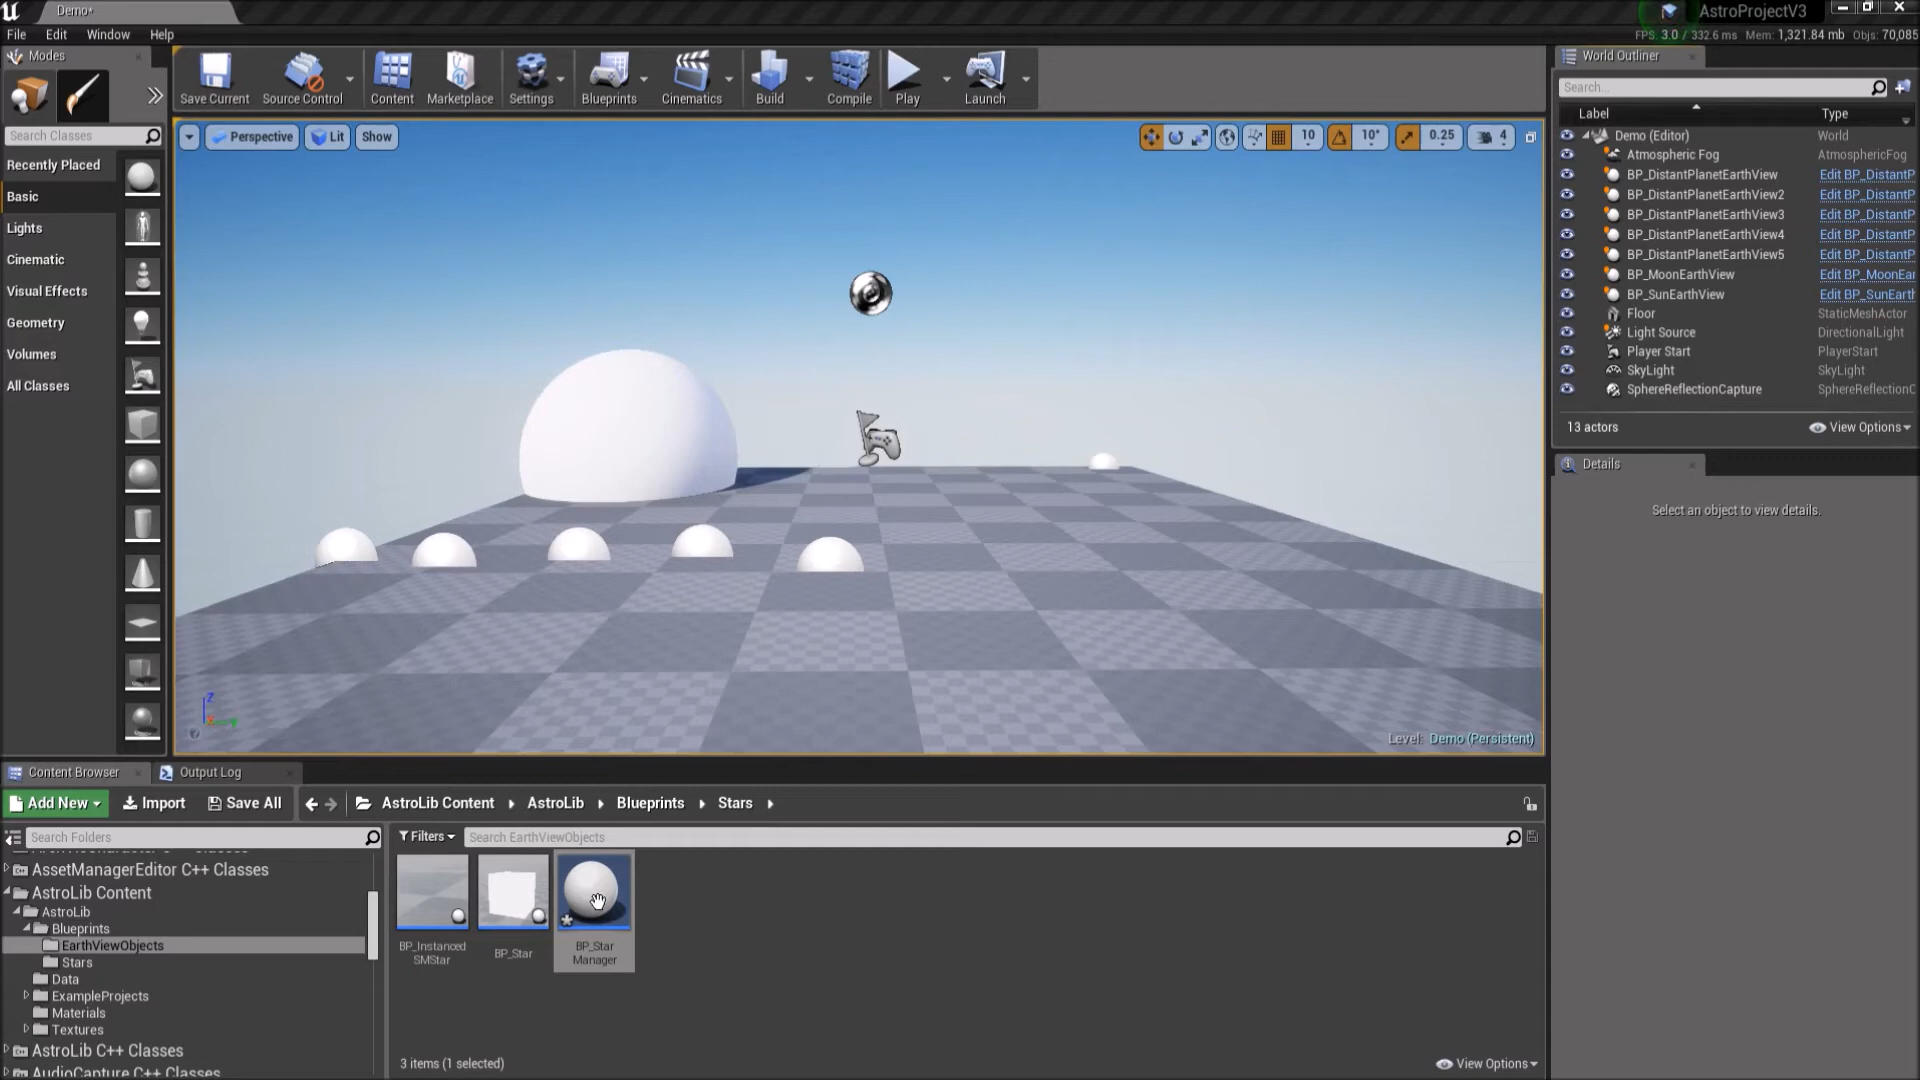 Demo*
AstroProjectV3
File Edit Window Help
FPS: 3.0 / 332.6 ms Mem: 1,321.84 mb Objs: 70,085
Modes
Save Current
Source Control
Content
Marketplace
Settings
Blueprints
Cinematics
Build
Compile
Play
Launch
Search Classes
Recently Placed
Basic
Lights
Cinematic
Visual Effects
Geometry
Volumes
All Classes
Perspective Lit Show
10 10° 0.25 4
Z
Level: Demo (Persistent)
World Outliner
Search...
Label Type
Demo (Editor) World
Atmospheric Fog AtmosphericFog
BP_DistantPlanetEarthView Edit BP_DistantP
BP_DistantPlanetEarthView2 Edit BP_DistantP
BP_DistantPlanetEarthView3 Edit BP_DistantP
BP_DistantPlanetEarthView4 Edit BP_DistantP
BP_DistantPlanetEarthView5 Edit BP_DistantP
BP_MoonEarthView Edit BP_MoonEar
BP_SunEarthView Edit BP_SunEarth
Floor StaticMeshActor
Light Source DirectionalLight
Player Start PlayerStart
SkyLight SkyLight
SphereReflectionCapture SphereReflectionC
13 actors View Options
Details
Select an object to view details.
Content Browser Output Log
Add New Import Save All AstroLib Content AstroLib Blueprints Stars
Search Folders
Filters Search EarthViewObjects
AssetManagerEditor C++ Classes
AstroLib Content
AstroLib
Blueprints
EarthViewObjects
Stars
Data
ExampleProjects
Materials
Textures
AstroLib C++ Classes
AudioCapture C++ Classes
BP_Instanced
SMStar
BP_Star
BP_Star
Manager
3 items (1 selected) View Options